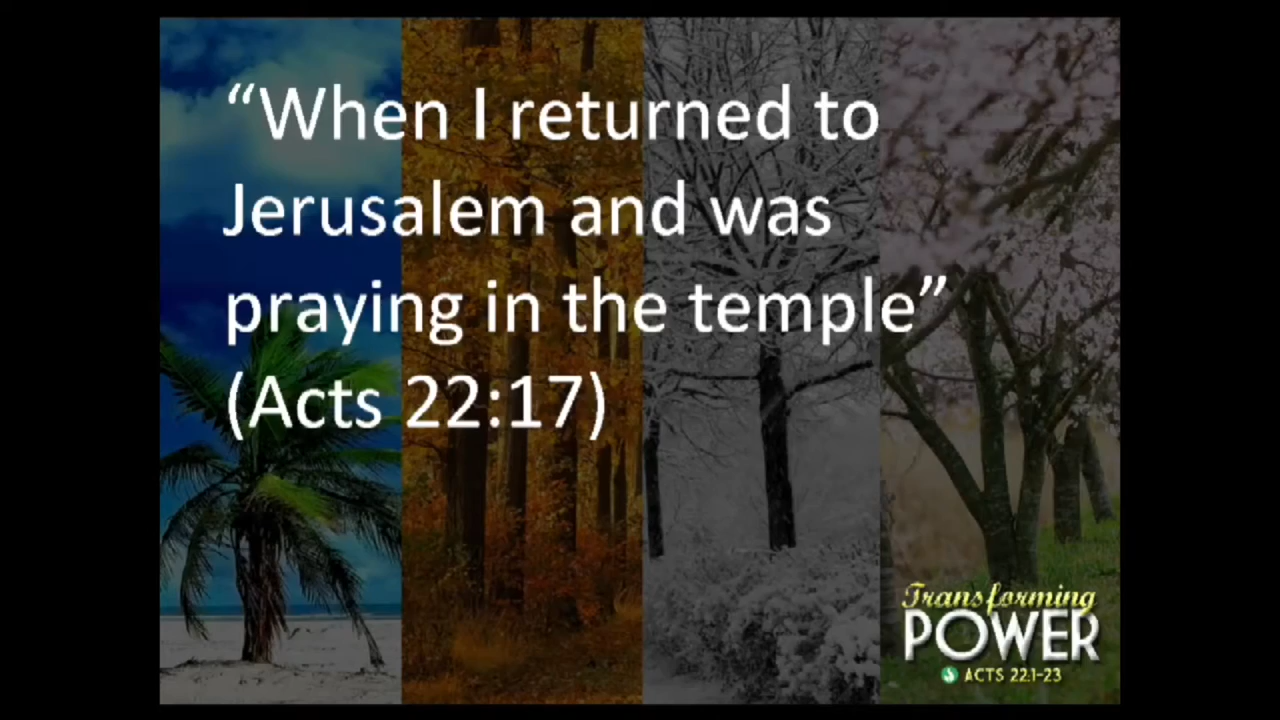 “When I returned to
Jerusalem and was
praying in the temple”
(Acts 22:17)
Transforming
POWER
ACTS 22:1-23